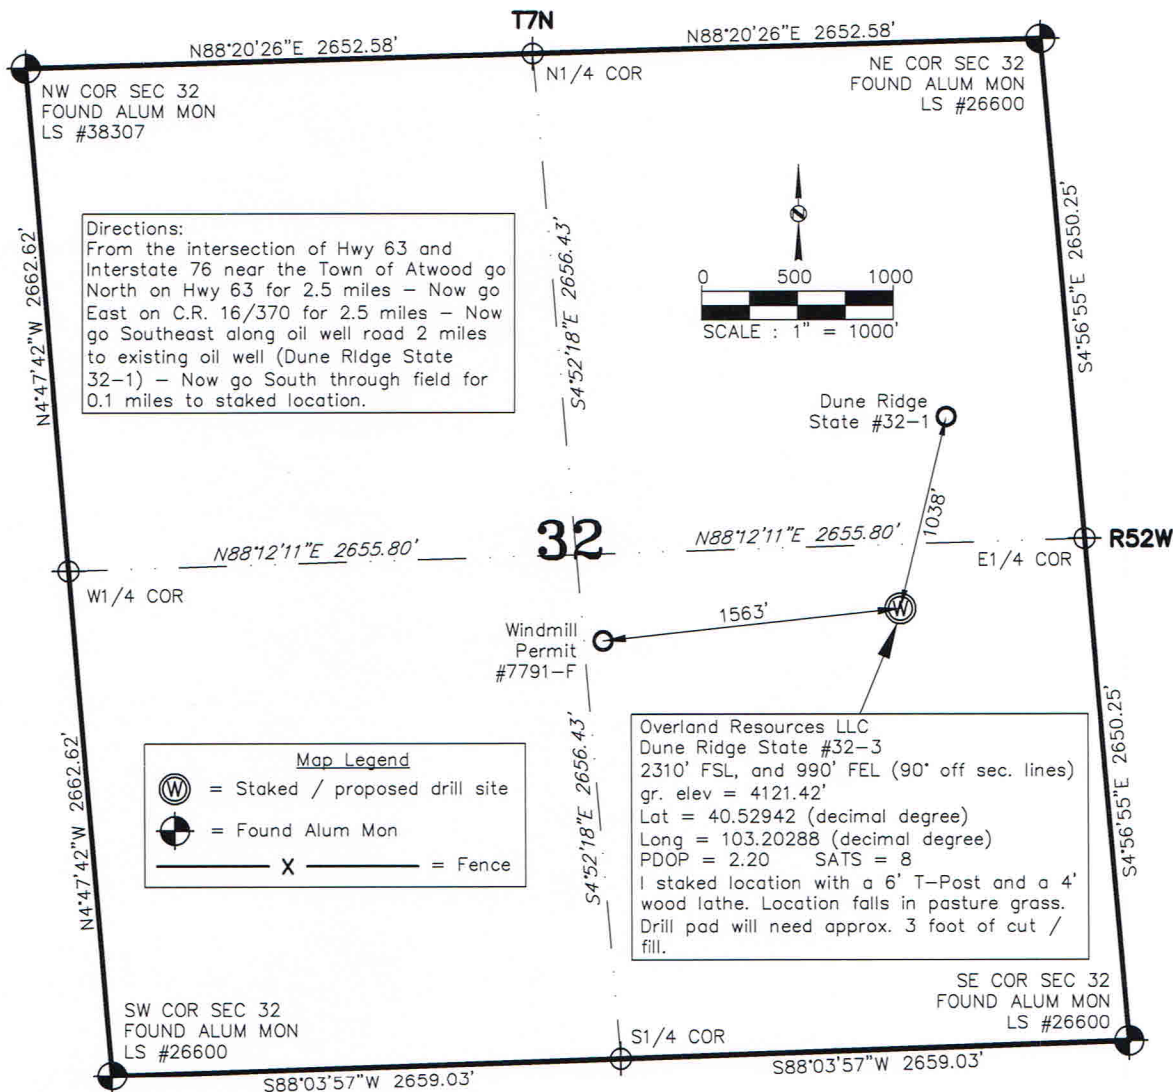 T7N
N88°20'26"E 2652.58'
N88°20'26"E 2652.58'
N1/4 COR
NW COR SEC 32
FOUND ALUM MON
LS #38307
NE COR SEC 32
FOUND ALUM MON
LS #26600
N4°47'42"W 2662.62'
Directions:
From the intersection of Hwy 63 and
Interstate 76 near the Town of Atwood go
North on Hwy 63 for 2.5 miles – Now go
East on C.R. 16/370 for 2.5 miles – Now
go Southeast along oil well road 2 miles
to existing oil well (Dune RIdge State
32-1) – Now go South through field for
0.1 miles to staked location.
S4°52'18"E 2656.43'
N
0 500 1000
SCALE : 1" = 1000'
S4°56'55"E 2650.25'
Dune Ridge
State #32-1
1038'
N88°12'11"E 2655.80'
32
N88°12'11"E 2655.80'
R52W
W1/4 COR
E1/4 COR
W
1563'
Windmill
Permit
#7791-F
N4°47'42"W 2662.62'
S4°52'18"E 2656.43'
S4°56'55"E 2650.25'
Map Legend
W = Staked / proposed drill site
= Found Alum Mon
X = Fence
Overland Resources LLC
Dune Ridge State #32-3
2310' FSL, and 990' FEL (90° off sec. lines)
gr. elev = 4121.42'
Lat = 40.52942 (decimal degree)
Long = 103.20288 (decimal degree)
PDOP = 2.20 SATS = 8
I staked location with a 6' T-Post and a 4'
wood lathe. Location falls in pasture grass.
Drill pad will need approx. 3 foot of cut /
fill.
SW COR SEC 32
FOUND ALUM MON
LS #26600
S1/4 COR
SE COR SEC 32
FOUND ALUM MON
LS #26600
S88°03'57"W 2659.03'
S88°03'57"W 2659.03'